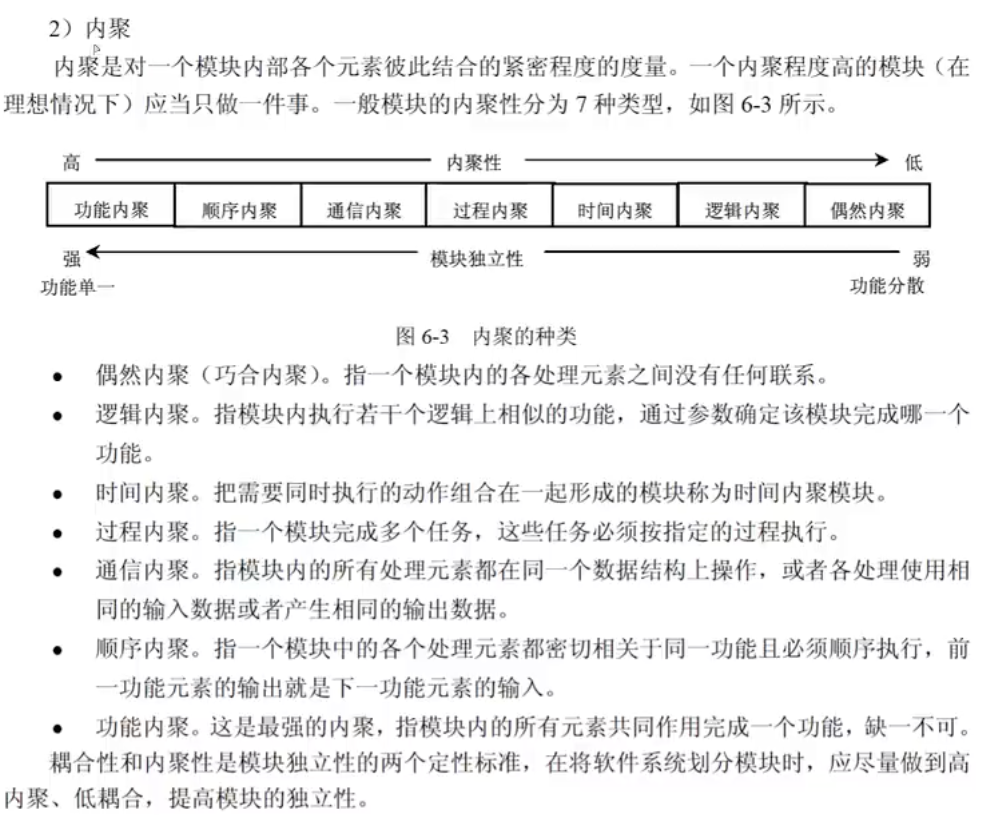 2）内聚
内聚是对一个模块内部各个元素彼此结合的紧密程度的度量。一个内聚程度高的模块（在
理想情况下）应当只做一件事。一般模块的内聚性分为 7 种类型，如图 6-3 所示。
高 内聚性 低
功能内聚 顺序内聚 通信内聚 过程内聚 时间内聚 逻辑内聚 偶然内聚
强 模块独立性 弱
功能单一 功能分散
图 6-3 内聚的种类
● 偶然内聚（巧合内聚）。指一个模块内的各处理元素之间没有任何联系。
● 逻辑内聚。指模块内执行若干个逻辑上相似的功能，通过参数确定该模块完成哪一个
功能。
● 时间内聚。把需要同时执行的动作组合在一起形成的模块称为时间内聚模块。
● 过程内聚。指一个模块完成多个任务，这些任务必须按指定的过程执行。
● 通信内聚。指模块内的所有处理元素都在同一个数据结构上操作，或者各处理使用相
同的输入数据或者产生相同的输出数据。
● 顺序内聚。指一个模块中的各个处理元素都密切相关于同一功能且必须顺序执行，前
一功能元素的输出就是下一功能元素的输入。
● 功能内聚。这是最强的内聚，指模块内的所有元素共同作用完成一个功能，缺一不可。
耦合性和内聚性是模块独立性的两个定性标准，在将软件系统划分模块时，应尽量做到高
内聚、低耦合，提高模块的独立性。